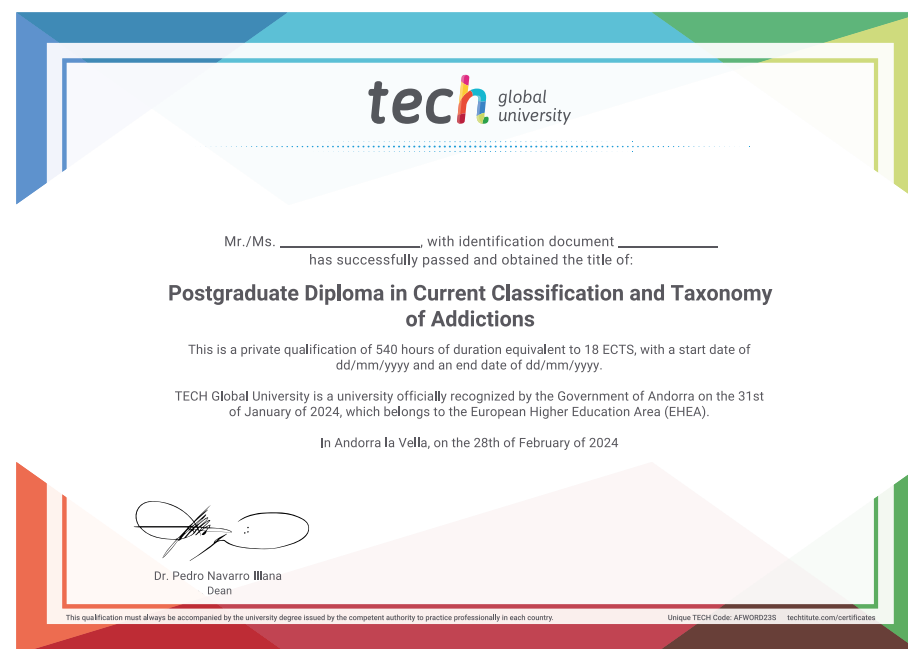 tech global university
Mr./Ms. ____________, with identification document ____________
has successfully passed and obtained the title of:
Postgraduate Diploma in Current Classification and Taxonomy
of Addictions
This is a private qualification of 540 hours of duration equivalent to 18 ECTS, with a start date of
dd/mm/yyyy and an end date of dd/mm/yyyy.
TECH Global University is a university officially recognized by the Government of Andorra on the 31st
of January of 2024, which belongs to the European Higher Education Area (EHEA).
In Andorra la Vella, on the 28th of February of 2024
Dr. Pedro Navarro Illana
Dean
This qualification must always be accompanied by the university degree issued by the competent authority to practice professionally in each country.
Unique TECH Code: AFWORD23S techtitute.com/certificates